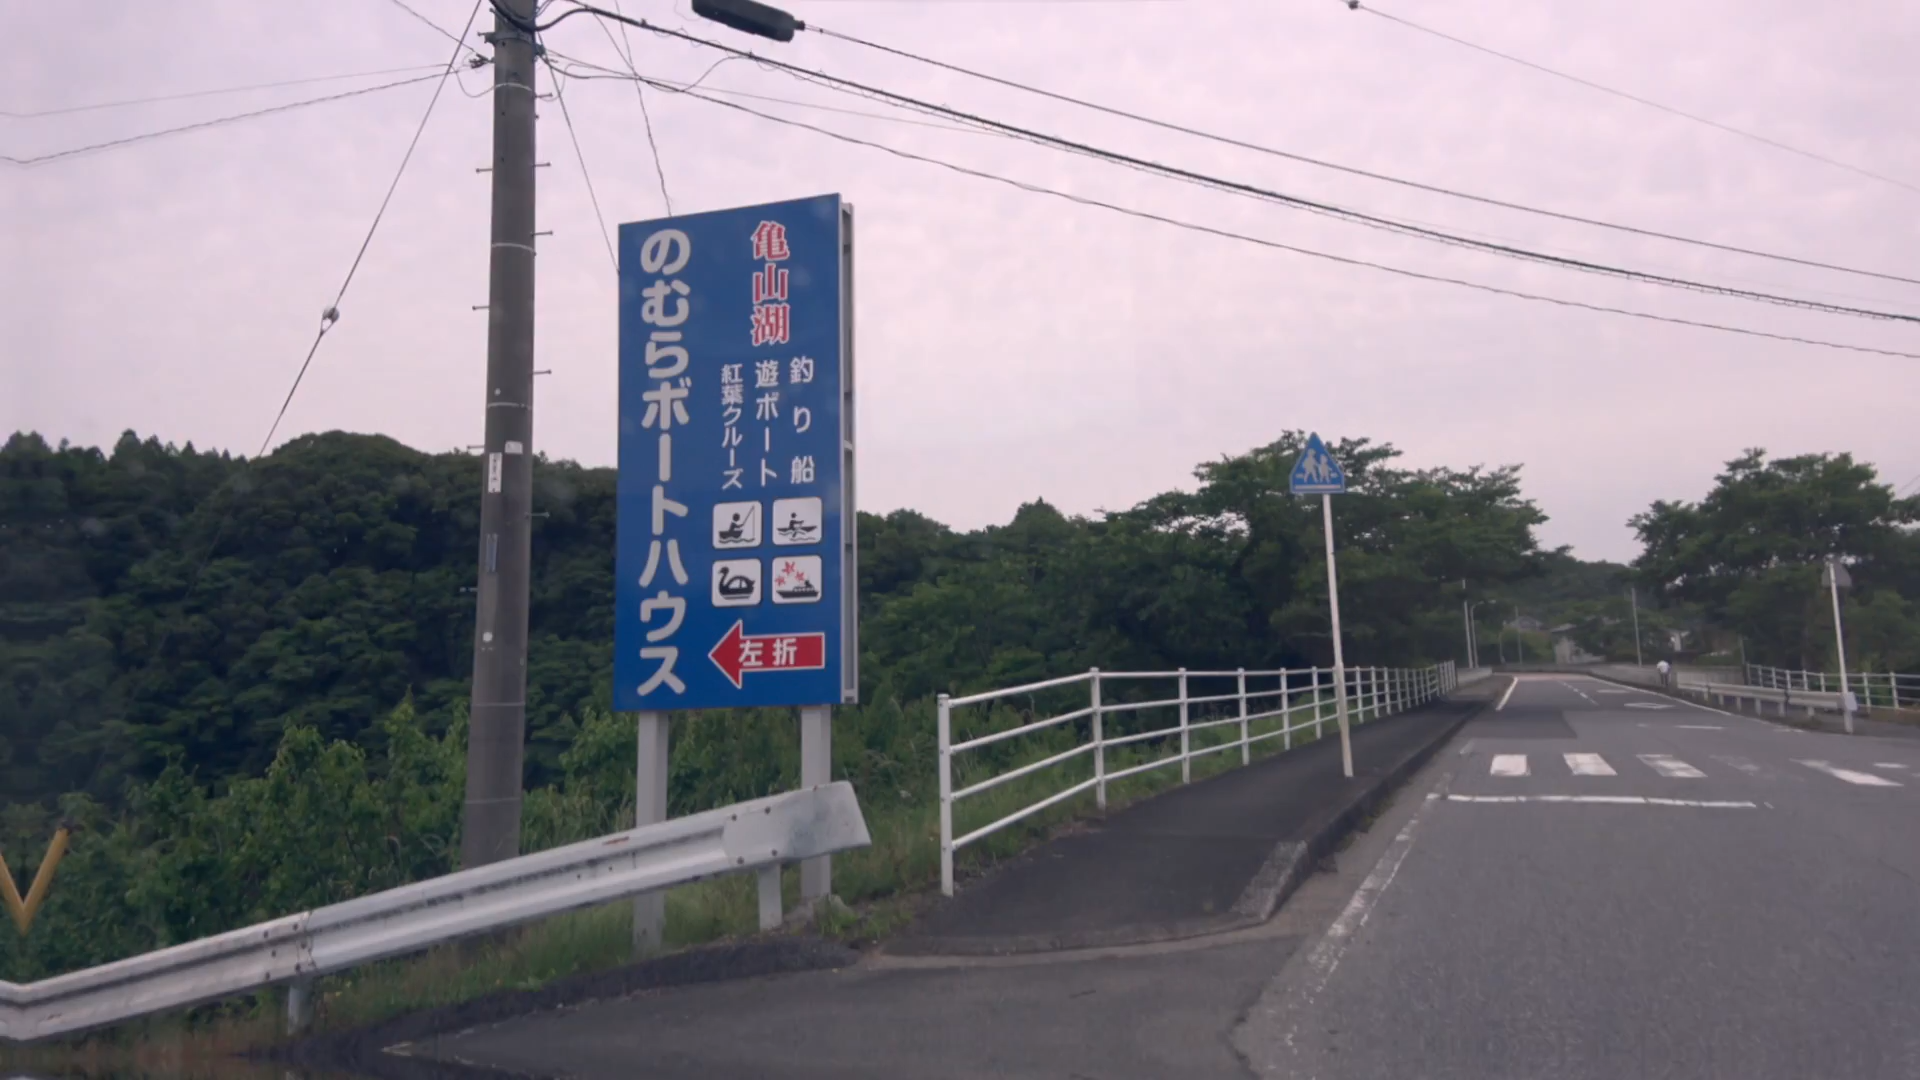 亀山湖
釣り船
遊ボート
紅葉クルーズ
のむらボートハウス
左折